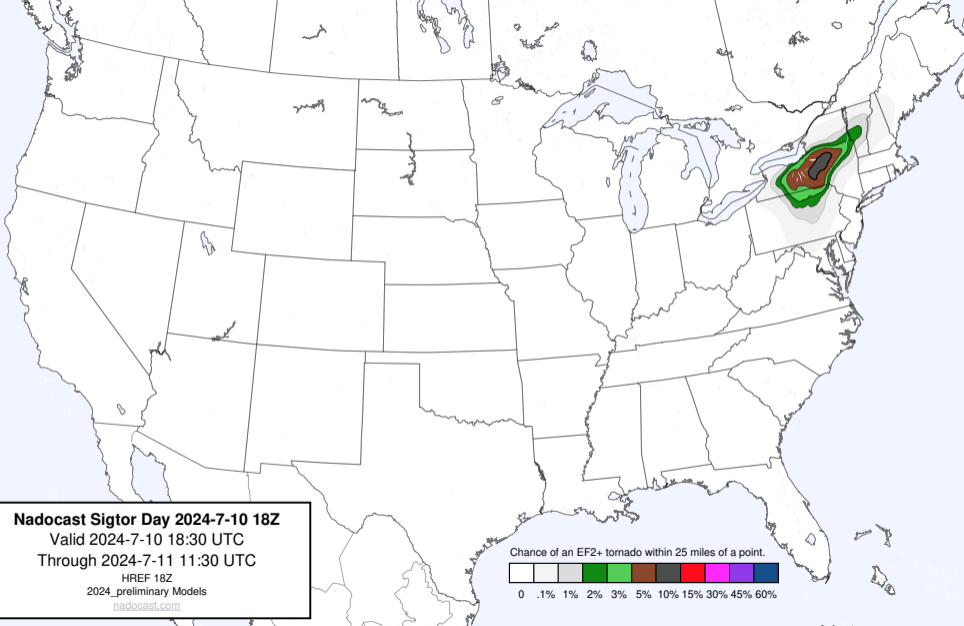 Nadocast Sigtor Day 2024-7-10 18Z
Valid 2024-7-10 18:30 UTC
Through 2024-7-11 11:30 UTC
HREF 18Z
2024_preliminary Models
nadocast.com
Chance of an EF2+ tornado within 25 miles of a point.
0 .1% 1% 2% 3% 5% 10% 15% 30% 45% 60%